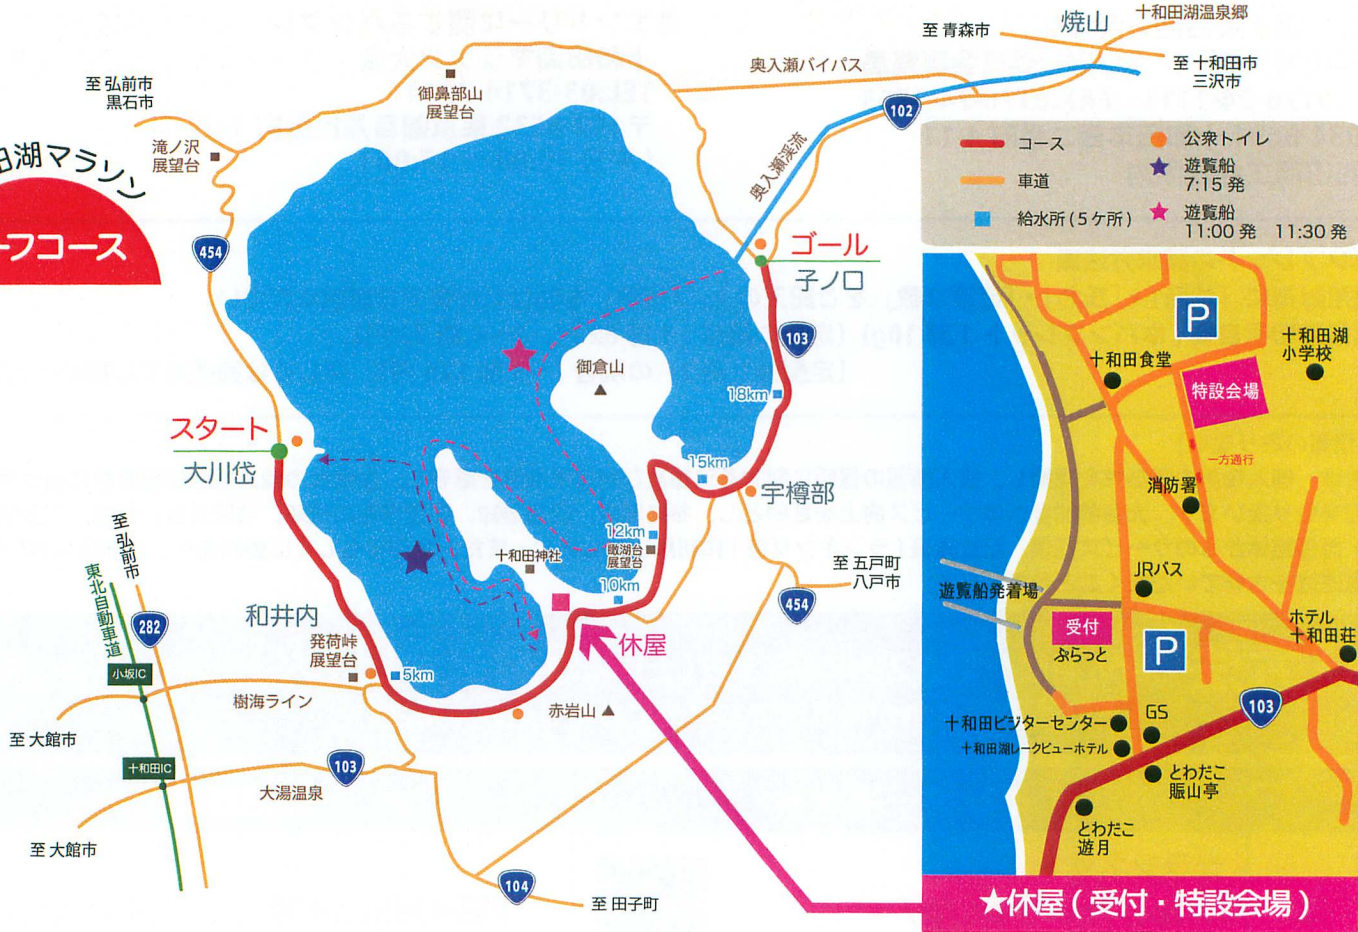 田湖マラソン
ーフコース
至 弘前市
黒石市
滝ノ沢
展望台
御鼻部山
展望台
奥入瀬バイパス
至 青森市
焼山
十和田湖温泉郷
至 十和田市
三沢市
102
奥入瀬渓流
454
ゴール
子ノ口
103
御倉山
18km
15km
宇樽部
12km
瞰湖台
展望台
10km
十和田神社
至 五戸町
八戸市
454
スタート
大川岱
和井内
発荷峠
展望台
5km
休屋
赤岩山
至 弘前市
東北自動車道
282
小坂IC
樹海ライン
至 大館市
十和田IC
大湯温泉
103
至 大館市
104
至 田子町
コース
車道
給水所 ( 5 ケ所 )
公衆トイレ
遊覧船
7:15 発
遊覧船
11:00 発 11:30 発
P
十和田湖
小学校
十和田食堂
特設会場
一方通行
消防署
JRバス
遊覧船発着場
受付
ぷらっと
P
ホテル
十和田荘
103
十和田ビジターセンター
GS
十和田湖レークビューホテル
とわだこ
賑山亭
とわだこ
遊月
★休屋 ( 受付・特設会場 )